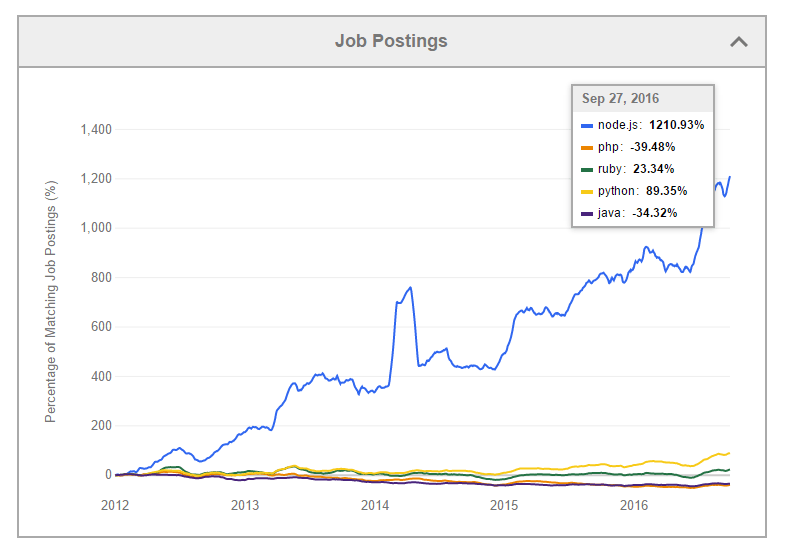 Job Postings
Sep 27, 2016
node.js: 1210.93%
php: -39.48%
ruby: 23.34%
python: 89.35%
java: -34.32%
Percentage of Matching Job Postings (%)
1,400
1,200
1,000
800
600
400
200
0
2012 2013 2014 2015 2016